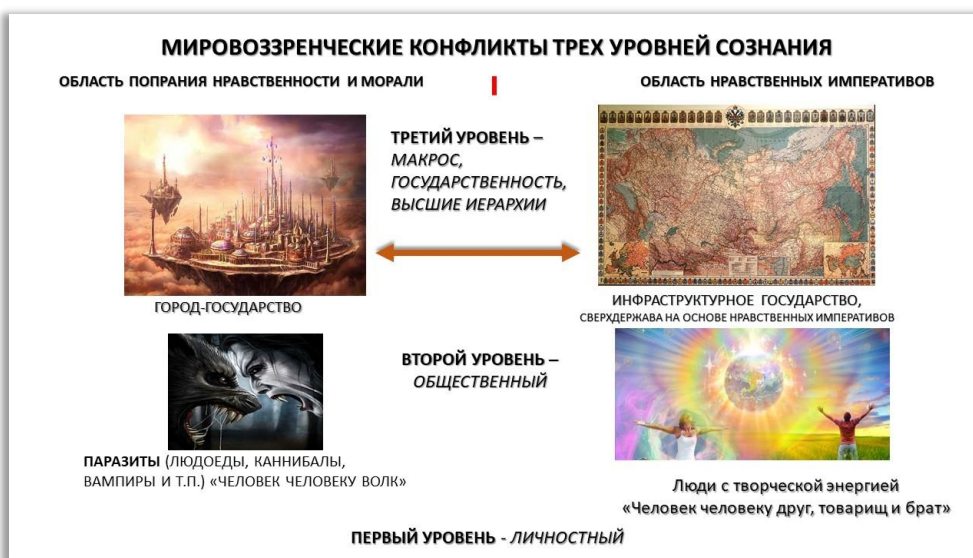 МИРОВОЗЗРЕНЧЕСКИЕ КОНФЛИКТЫ ТРЕХ УРОВНЕЙ СОЗНАНИЯ
ОБЛАСТЬ ПОПРАНИЯ НРАВСТВЕННОСТИ И МОРАЛИ
ОБЛАСТЬ НРАВСТВЕННЫХ ИМПЕРАТИВОВ
ТРЕТИЙ УРОВЕНЬ –
МАКРОС,
ГОСУДАРСТВЕННОСТЬ,
ВЫСШИЕ ИЕРАРХИИ
ГОРОД-ГОСУДАРСТВО
ИНФРАСТРУКТУРНОЕ ГОСУДАРСТВО,
СВЕРХДЕРЖАВА НА ОСНОВЕ НРАВСТВЕННЫХ ИМПЕРАТИВОВ
ВТОРОЙ УРОВЕНЬ –
ОБЩЕСТВЕННЫЙ
ПАРАЗИТЫ (ЛЮДОЕДЫ, КАННИБАЛЫ,
ВАМПИРЫ И Т.П.) «ЧЕЛОВЕК ЧЕЛОВЕКУ ВОЛК»
Люди с творческой энергией
«Человек человеку друг, товарищ и брат»
ПЕРВЫЙ УРОВЕНЬ - ЛИЧНОСТНЫЙ